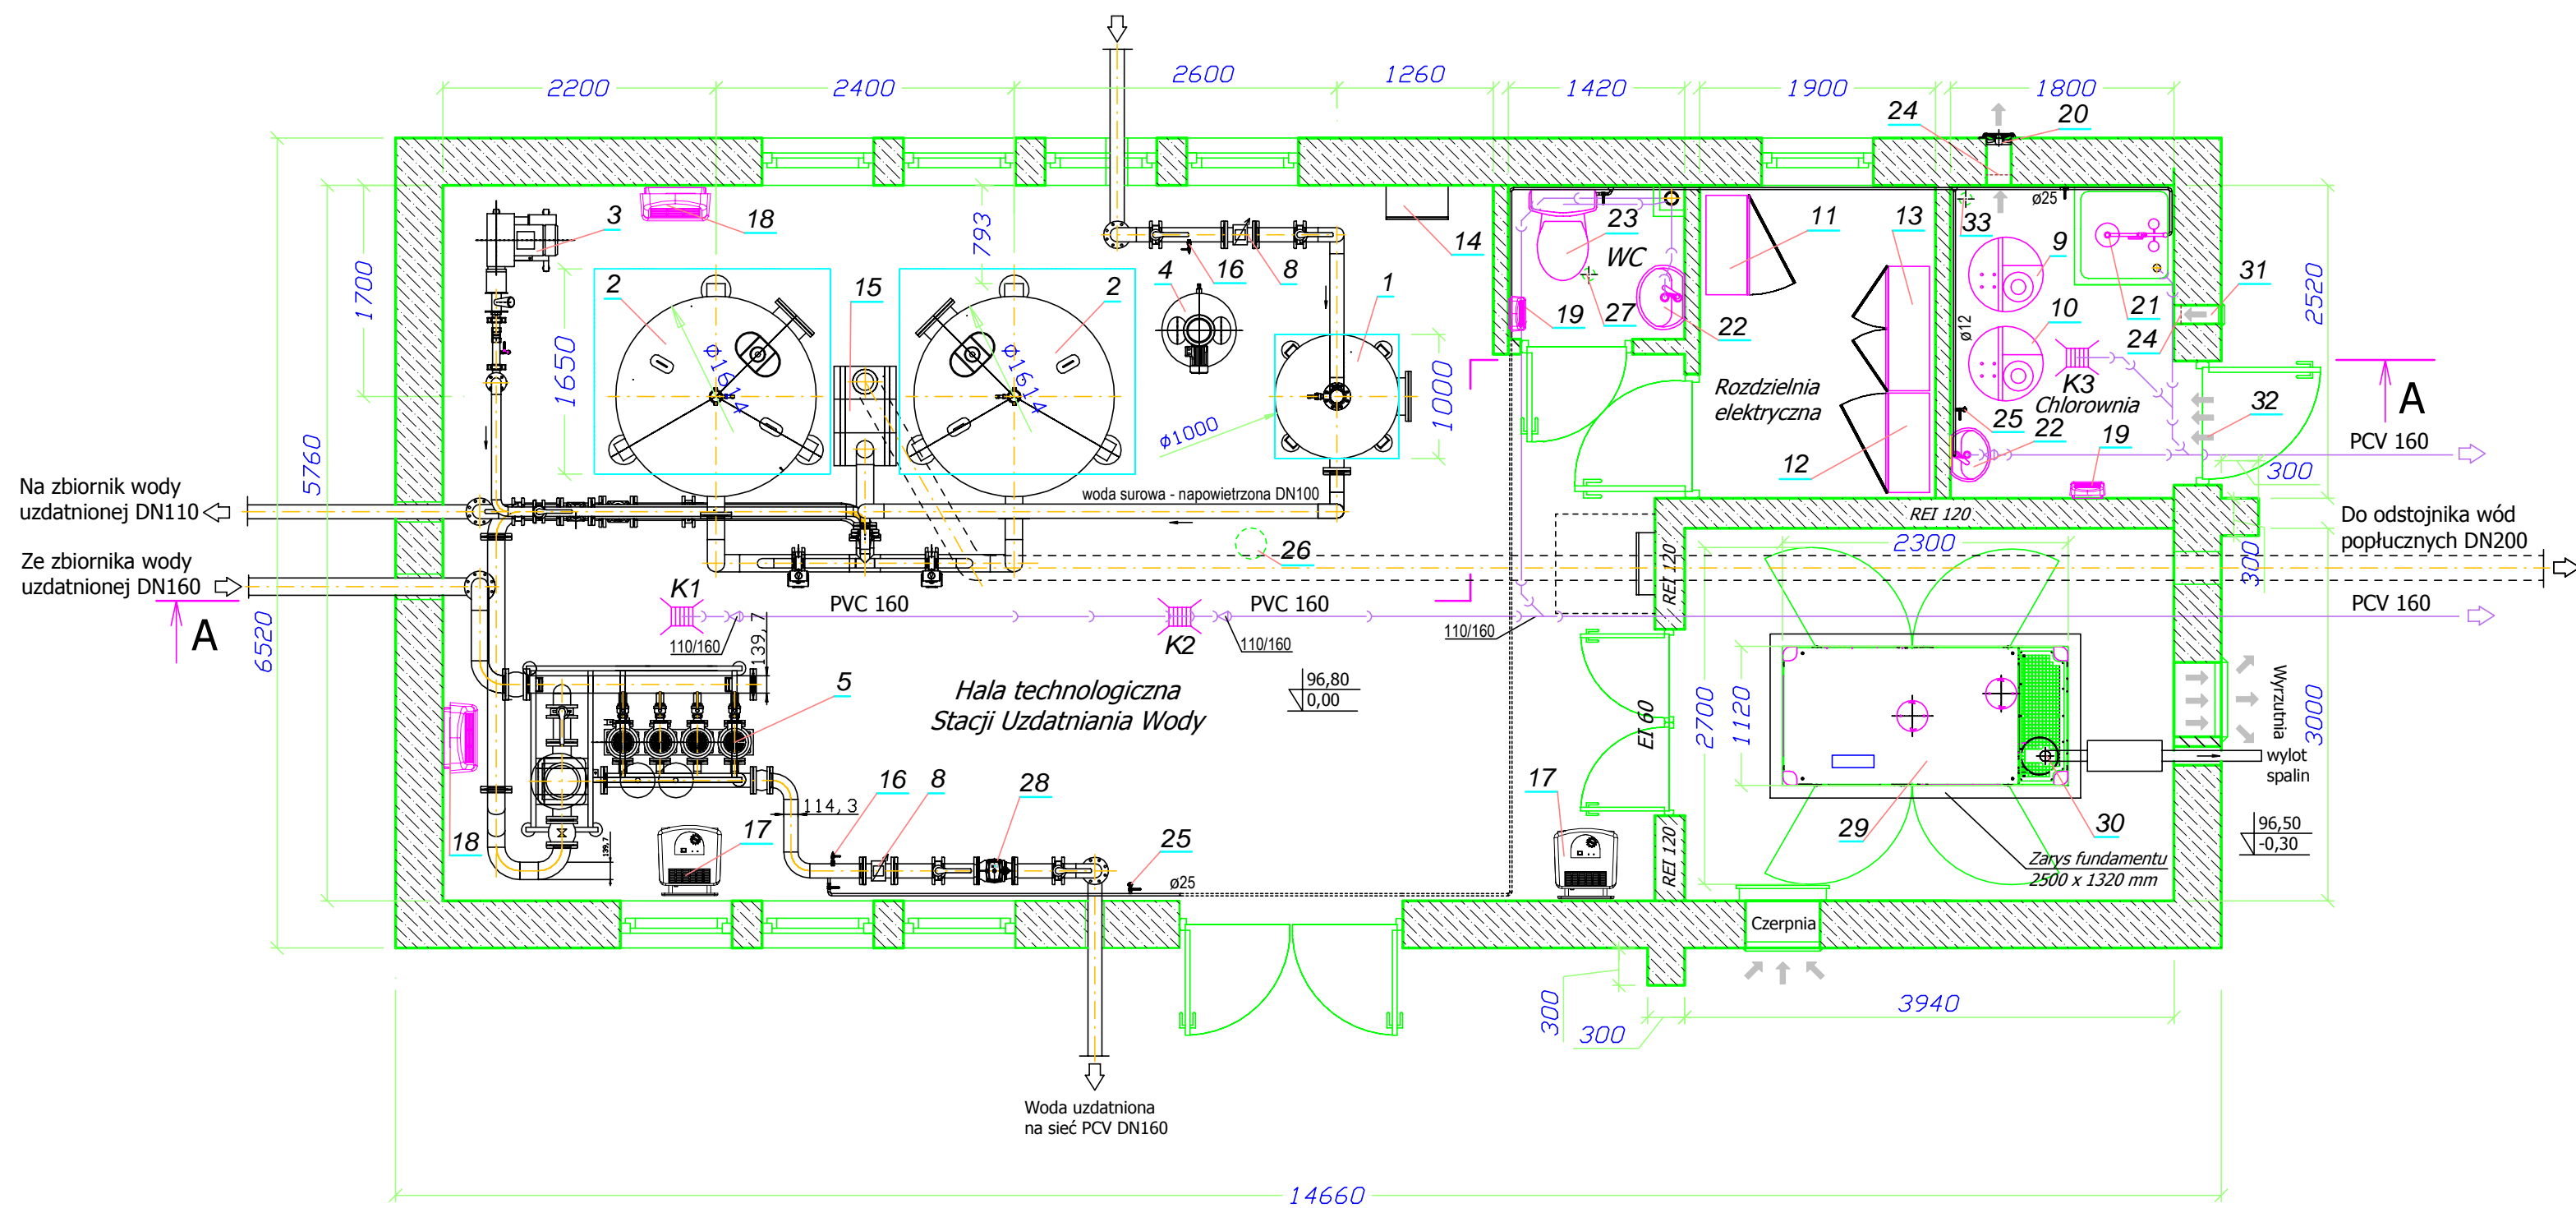 2200
2400
2600
1260
1420
1900
1800
24
20
3
18
793
16
8
14
23
WC
11
13
33
ø25
9
31
2520
1700
2
15
2
4
1
19
27
22
21
24
1650
Φ1614
Φ1614
ø1000
1000
ø12
10
Rozdzielnia
elektryczna
K3
Chlorownia
32
A
PCV 160
12
25
22
19
300
5760
6520
Na zbiornik wody
uzdatnionej DN110
woda surowa - napowietrzona DN100
REI 120
Do odstojnika wód
popłucznych DN200
Ze zbiornika wody
uzdatnionej DN160
26
REI 120
2300
300
K1
PVC 160
PVC 160
PCV 160
A
110/160
139,7
K2
110/160
110/160
Hala technologiczna
Stacji Uzdatniania Wody
96,80
0,00
5
EI 60
2700
1120
Wyrzutnia
3000
wylot
spalin
18
17
114,3
16
8
28
17
29
30
96,50
-0,30
139,7
25
ø25
REI 120
Zarys fundamentu
2500 x 1320 mm
Czerpnia
300
300
3940
Woda uzdatniona
na sieć PCV DN160
14660